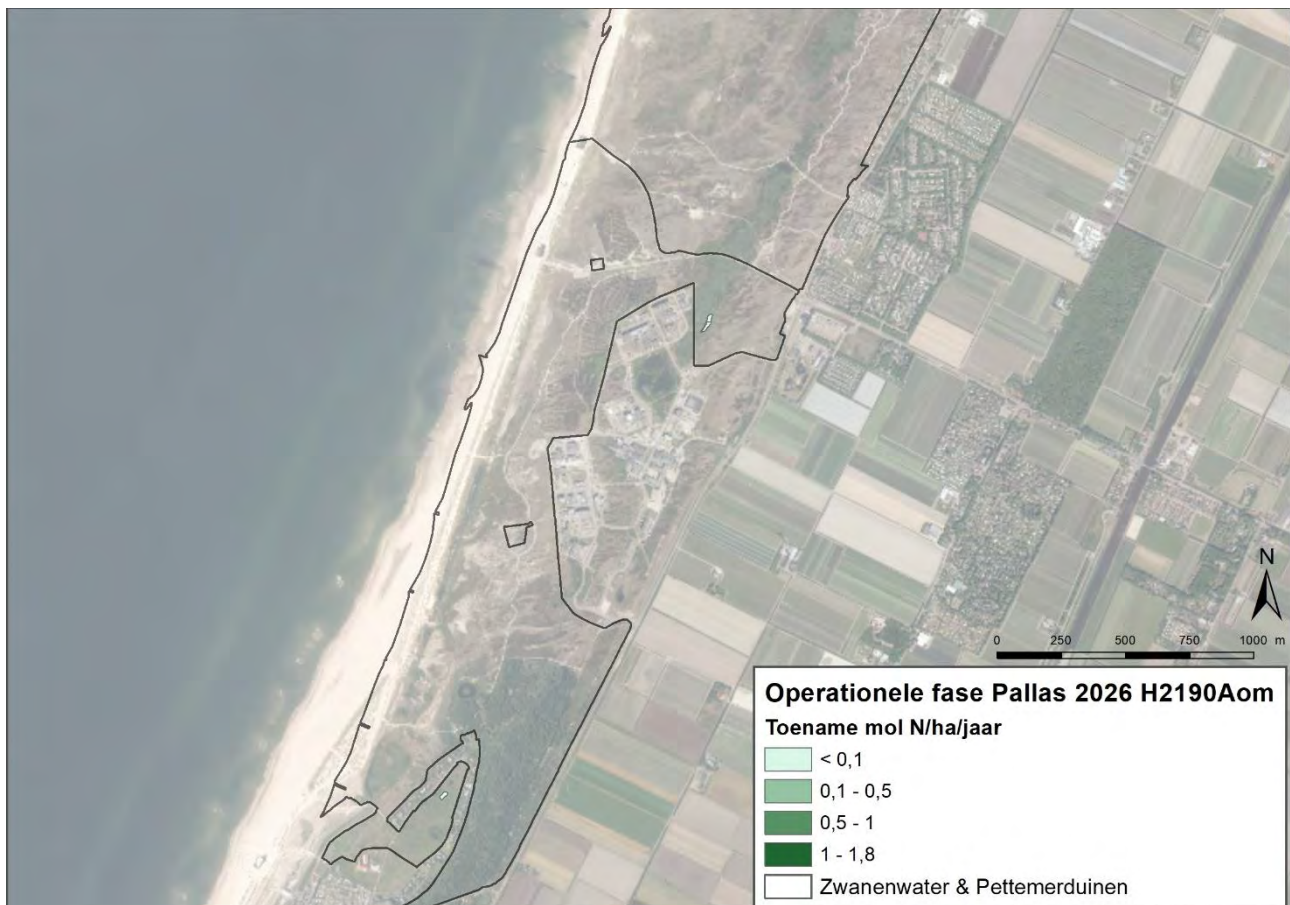 N
0 250 500 750 1000 m
Operationele fase Pallas 2026 H2190Aom
Toename mol N/ha/jaar
< 0,1
0,1 - 0,5
0,5 - 1
1 - 1,8
Zwanenwater & Pettemerduinen